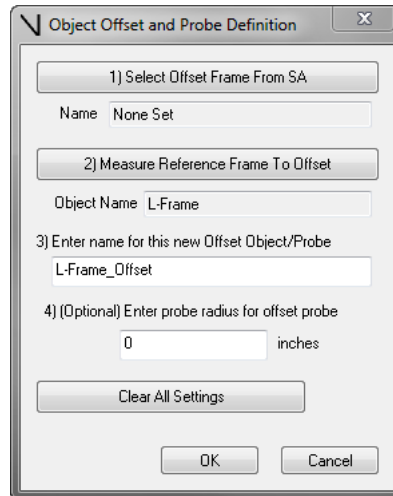 Object Offset and Probe Definition
1) Select Offset Frame From SA
Name None Set
2) Measure Reference Frame To Offset
Object Name L-Frame
3) Enter name for this new Offset Object/Probe
L-Frame_Offset
4) (Optional) Enter probe radius for offset probe
0 inches
Clear All Settings
OK Cancel